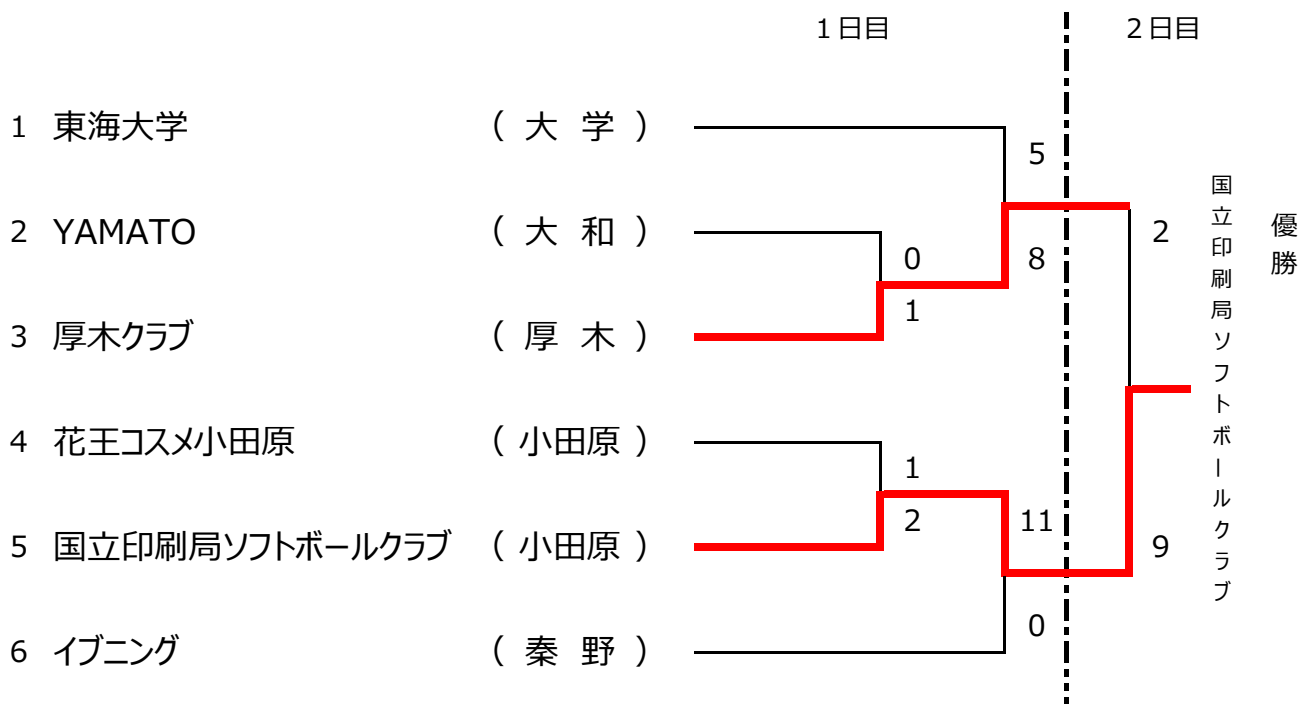 1日目 2日目
1 東海大学 ( 大 学 )
5
2 YAMATO ( 大 和 )
2
0 8
1
3 厚木クラブ ( 厚 木 )
4 花王コスメ小田原 ( 小田原 )
1
2 11
5 国立印刷局ソフトボールクラブ ( 小田原 )
9
0
6 イブニング ( 秦 野 )
国立印刷局ソフトボールクラブ
優勝